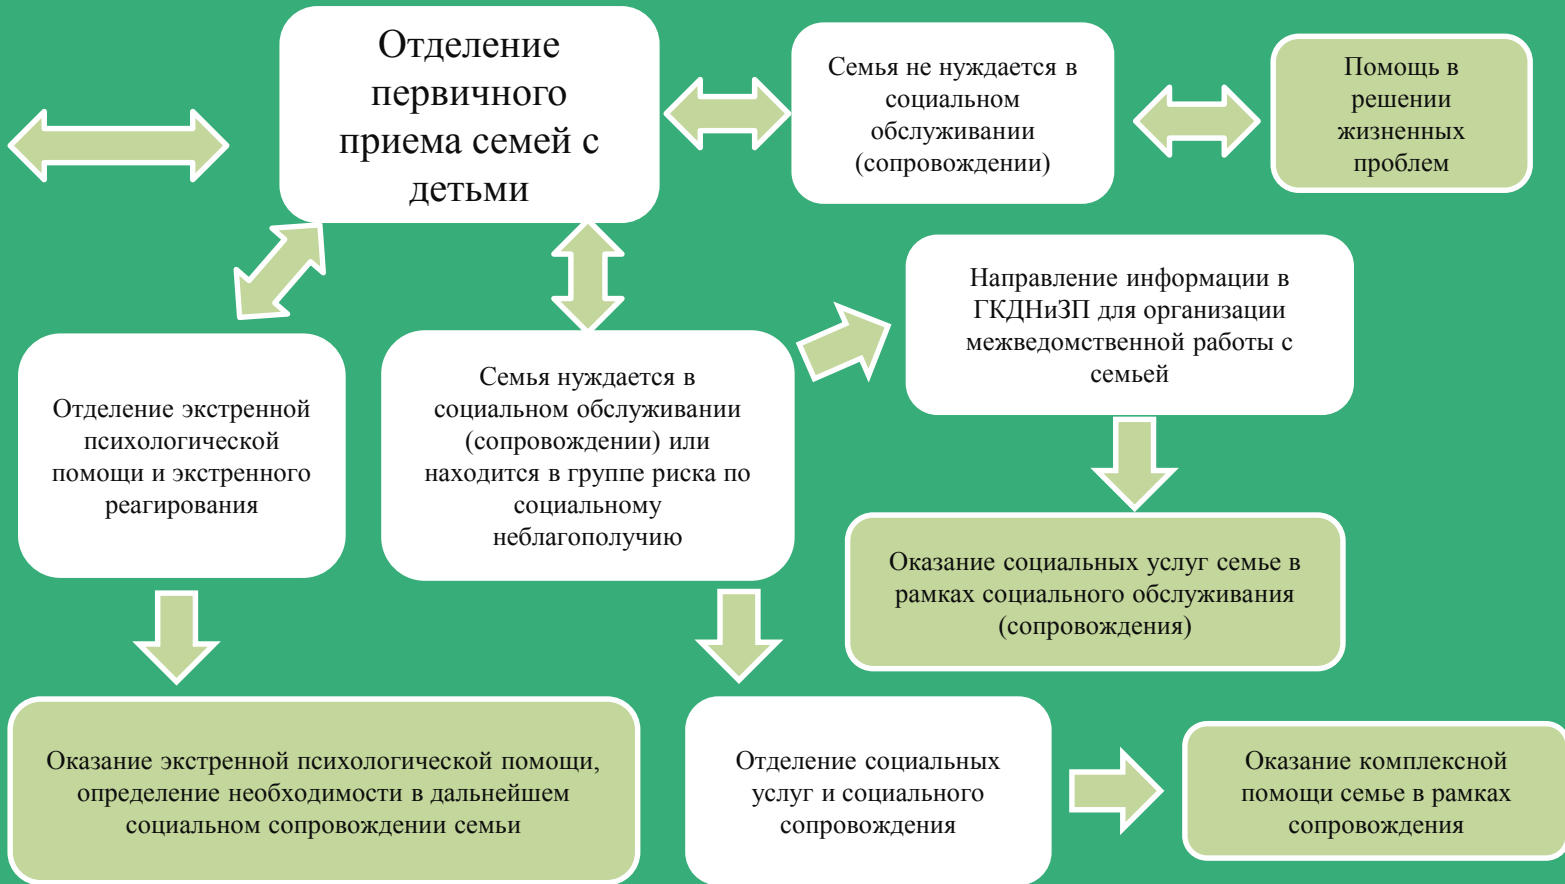 Отделение
первичного
приема семей с
детьми
Семья не нуждается в
социальном
обслуживании
(сопровождении)
Помощь в
решении
жизненных
проблем
Направление информации в
ГКДНиЗП для организации
межведомственной работы с
семьей
Отделение экстренной
психологической
помощи и экстренного
реагирования
Семья нуждается в
социальном обслуживании
(сопровождении) или
находится в группе риска по
социальному
неблагополучию
Оказание социальных услуг семье в
рамках социального обслуживания
(сопровождения)
Оказание экстренной психологической помощи,
определение необходимости в дальнейшем
социальном сопровождении семьи
Отделение социальных
услуг и социального
сопровождения
Оказание комплексной
помощи семье в рамках
сопровождения